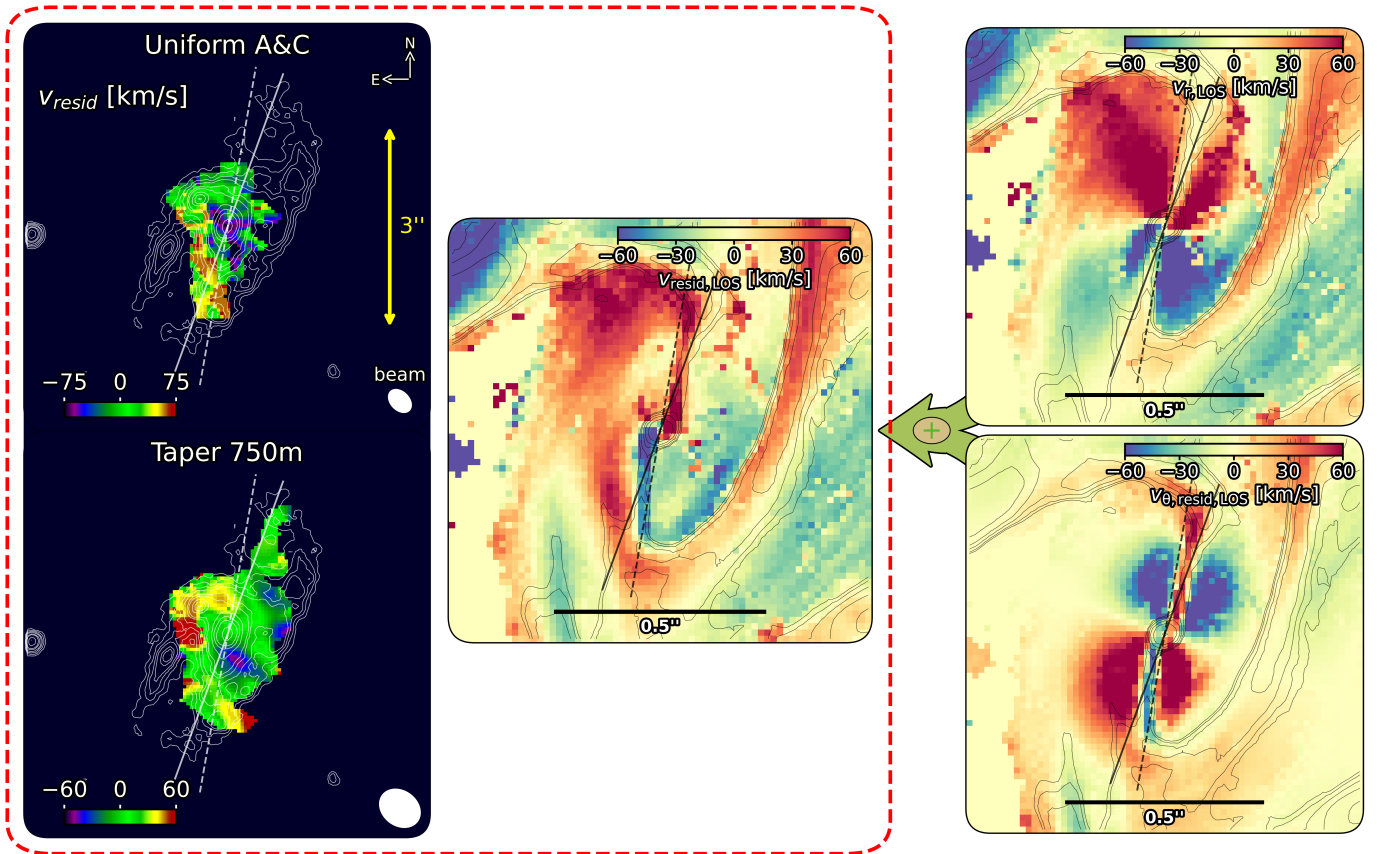 Uniform A&C
N
E
v_resid [km/s]
3''
−75 0 75
beam
Taper 750m
−60 0 60
−60 −30 0 30 60
v_resid,LOS [km/s]
0.5''
−60 −30 0 30 60
v_r,LOS [km/s]
0.5''
−60 −30 0 30 60
v_θ,resid,LOS [km/s]
0.5''